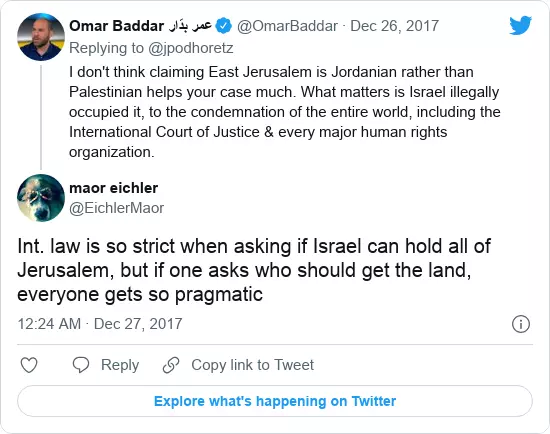 Omar Baddar عمر بدّار @OmarBaddar · Dec 26, 2017
Replying to @jpodhoretz
I don't think claiming East Jerusalem is Jordanian rather than
Palestinian helps your case much. What matters is Israel illegally
occupied it, to the condemnation of the entire world, including the
International Court of Justice & every major human rights
organization.
maor eichler
@EichlerMaor
Int. law is so strict when asking if Israel can hold all of
Jerusalem, but if one asks who should get the land,
everyone gets so pragmatic
12:24 AM · Dec 27, 2017
Reply Copy link to Tweet
Explore what's happening on Twitter